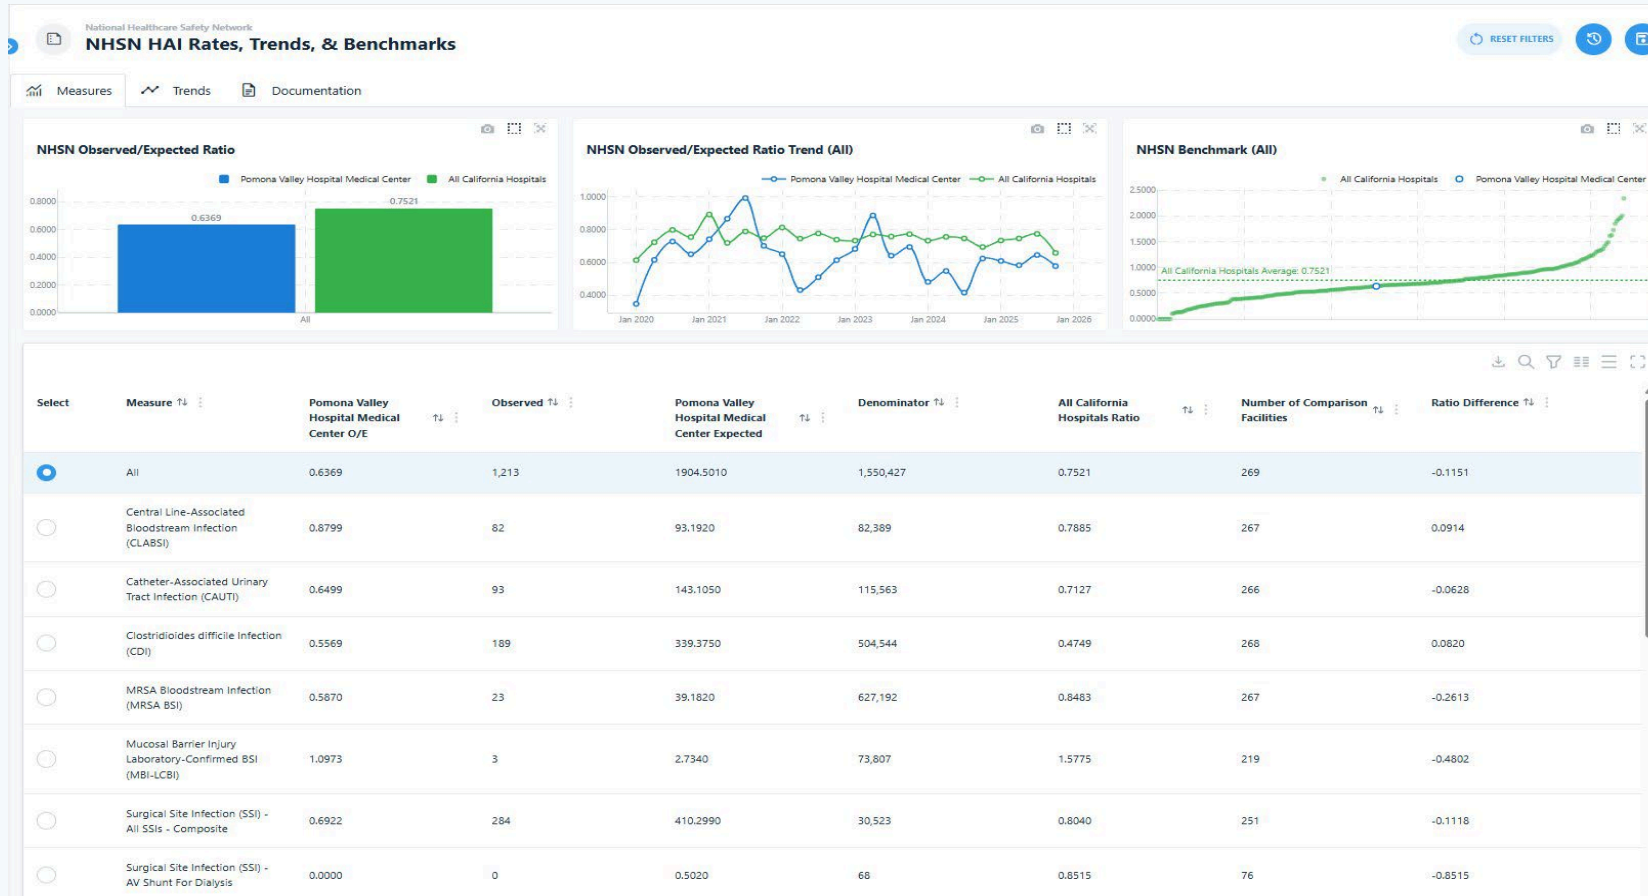 National Healthcare Safety Network
NHSN HAI Rates, Trends, & Benchmarks
RESET FILTERS
Measures
Trends
Documentation
NHSN Observed/Expected Ratio
Pomona Valley Hospital Medical Center
All California Hospitals
0.8000
0.6000
0.4000
0.2000
0.0000
0.6369
0.7521
All
NHSN Observed/Expected Ratio Trend (All)
Pomona Valley Hospital Medical Center
All California Hospitals
1.0000
0.8000
0.6000
0.4000
Jan 2020 Jan 2021 Jan 2022 Jan 2023 Jan 2024 Jan 2025 Jan 2026
NHSN Benchmark (All)
All California Hospitals
Pomona Valley Hospital Medical Center
2.5000
2.0000
1.5000
1.0000
0.5000
0.0000
All California Hospitals Average: 0.7521
Select
Measure
Pomona Valley
Hospital Medical
Center O/E
Observed
Pomona Valley
Hospital Medical
Center Expected
Denominator
All California
Hospitals Ratio
Number of Comparison
Facilities
Ratio Difference
All 0.6369 1,213 1904.5010 1,550,427 0.7521 269 -0.1151
Central Line-Associated
Bloodstream Infection
(CLABSI)
0.8799 82 93.1920 82,389 0.7885 267 0.0914
Catheter-Associated Urinary
Tract Infection (CAUTI)
0.6499 93 143.1050 115,563 0.7127 266 -0.0628
Clostridioides difficile Infection
(CDI)
0.5569 189 339.3750 504,544 0.4749 268 0.0820
MRSA Bloodstream Infection
(MRSA BSI)
0.5870 23 39.1820 627,192 0.8483 267 -0.2613
Mucosal Barrier Injury
Laboratory-Confirmed BSI
(MBI-LCBI)
1.0973 3 2.7340 73,807 1.5775 219 -0.4802
Surgical Site Infection (SSI) -
All SSIs - Composite
0.6922 284 410.2990 30,523 0.8040 251 -0.1118
Surgical Site Infection (SSI) -
AV Shunt For Dialysis
0.0000 0 0.5020 68 0.8515 76 -0.8515